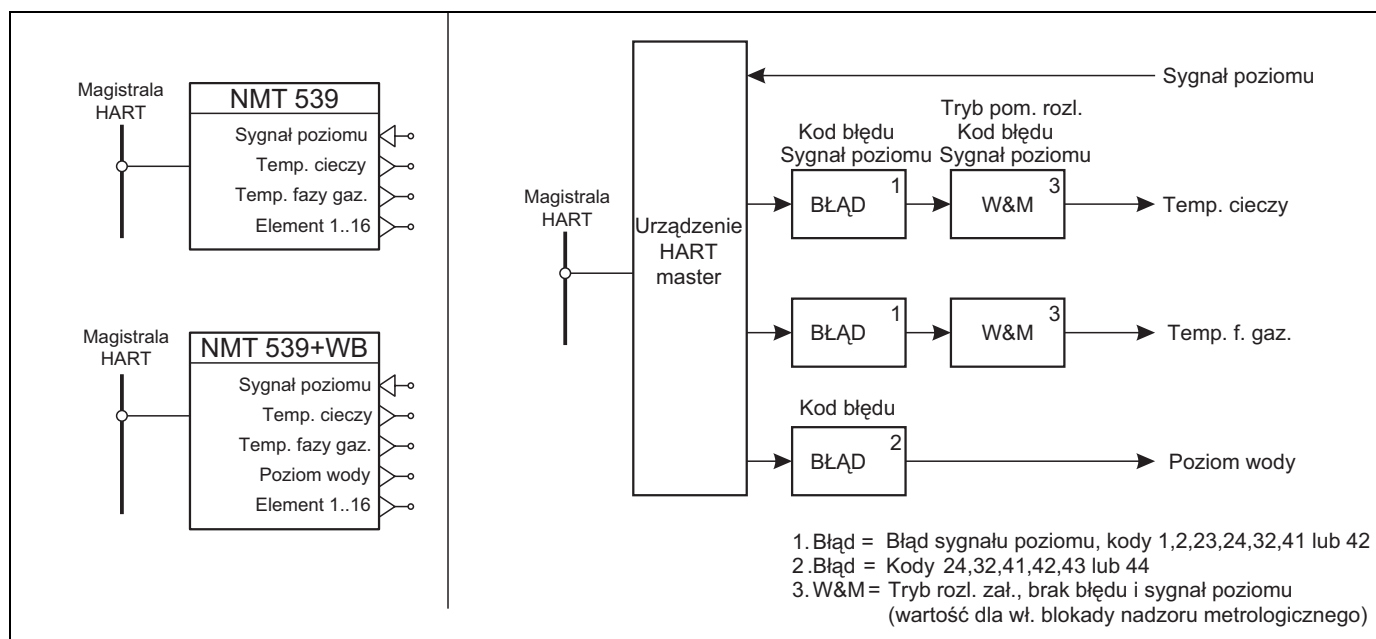 Magistrala
HART
NMT 539
Sygnał poziomu
Temp. cieczy
Temp. fazy gaz.
Element 1..16
Magistrala
HART
NMT 539+WB
Sygnał poziomu
Temp. cieczy
Temp. fazy gaz.
Poziom wody
Element 1..16
Magistrala
HART
Urządzenie
HART
master
Sygnał poziomu
Kod błędu
Sygnał poziomu
Tryb pom. rozl.
Kod błędu
Sygnał poziomu
BŁĄD 1
W&M 3
Temp. cieczy
BŁĄD 1
W&M 3
Temp. f. gaz.
Kod błędu
BŁĄD 2
Poziom wody
1. Błąd = Błąd sygnału poziomu, kody 1,2,23,24,32,41 lub 42
2. Błąd = Kody 24,32,41,42,43 lub 44
3. W&M = Tryb rozl. zał., brak błędu i sygnał poziomu
(wartość dla wł. blokady nadzoru metrologicznego)